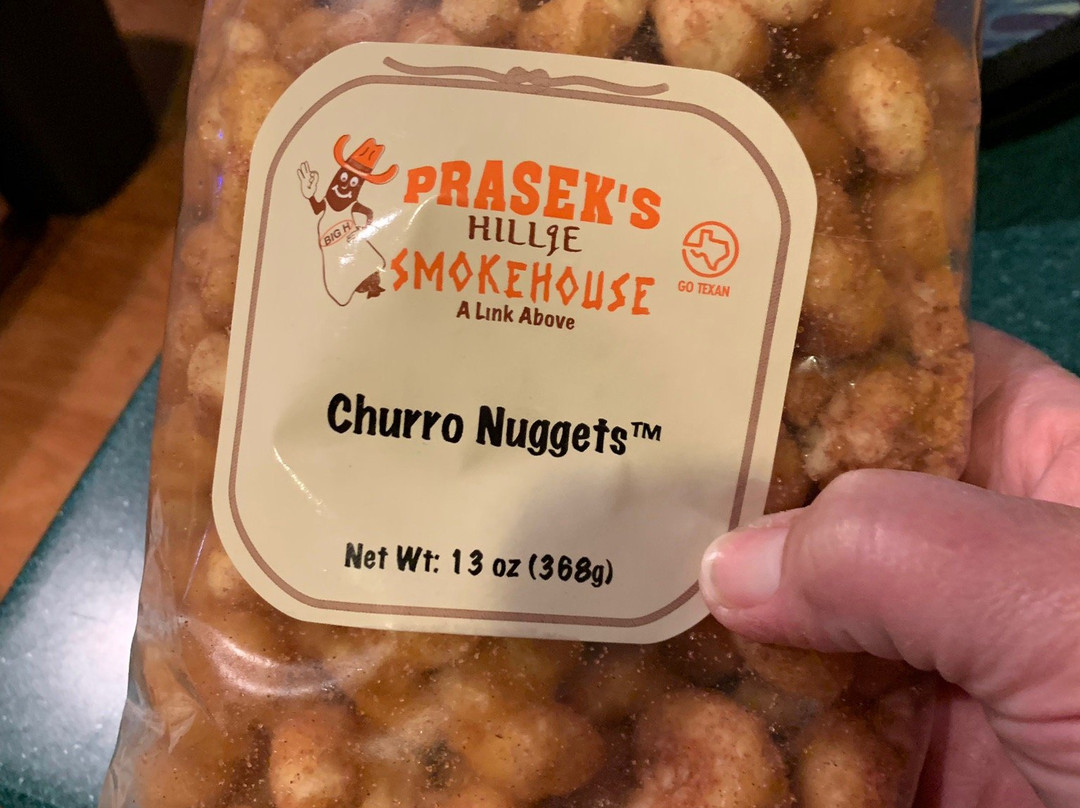 PRASEK'S
HILLJE
SMOKEHOUSE
A Link Above
BIG H
GO TEXAN
Churro Nuggets™
Net Wt: 13 oz (368g)